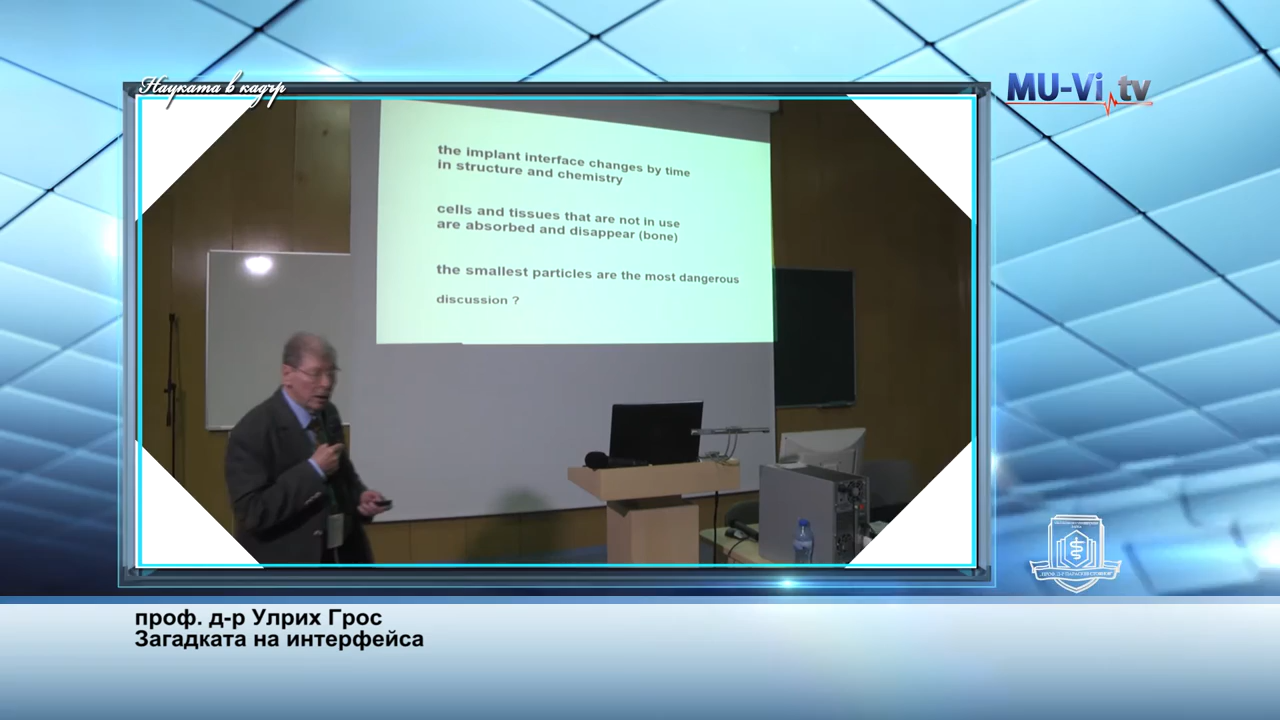 Науката в кадър
MU-Vi.tv
the implant interface changes by time
in structure and chemistry
cells and tissues that are not in use
are absorbed and disappear (bone)
the smallest particles are the most dangerous
discussion ?
проф. д-р Улрих Грос
Загадката на интерфейса